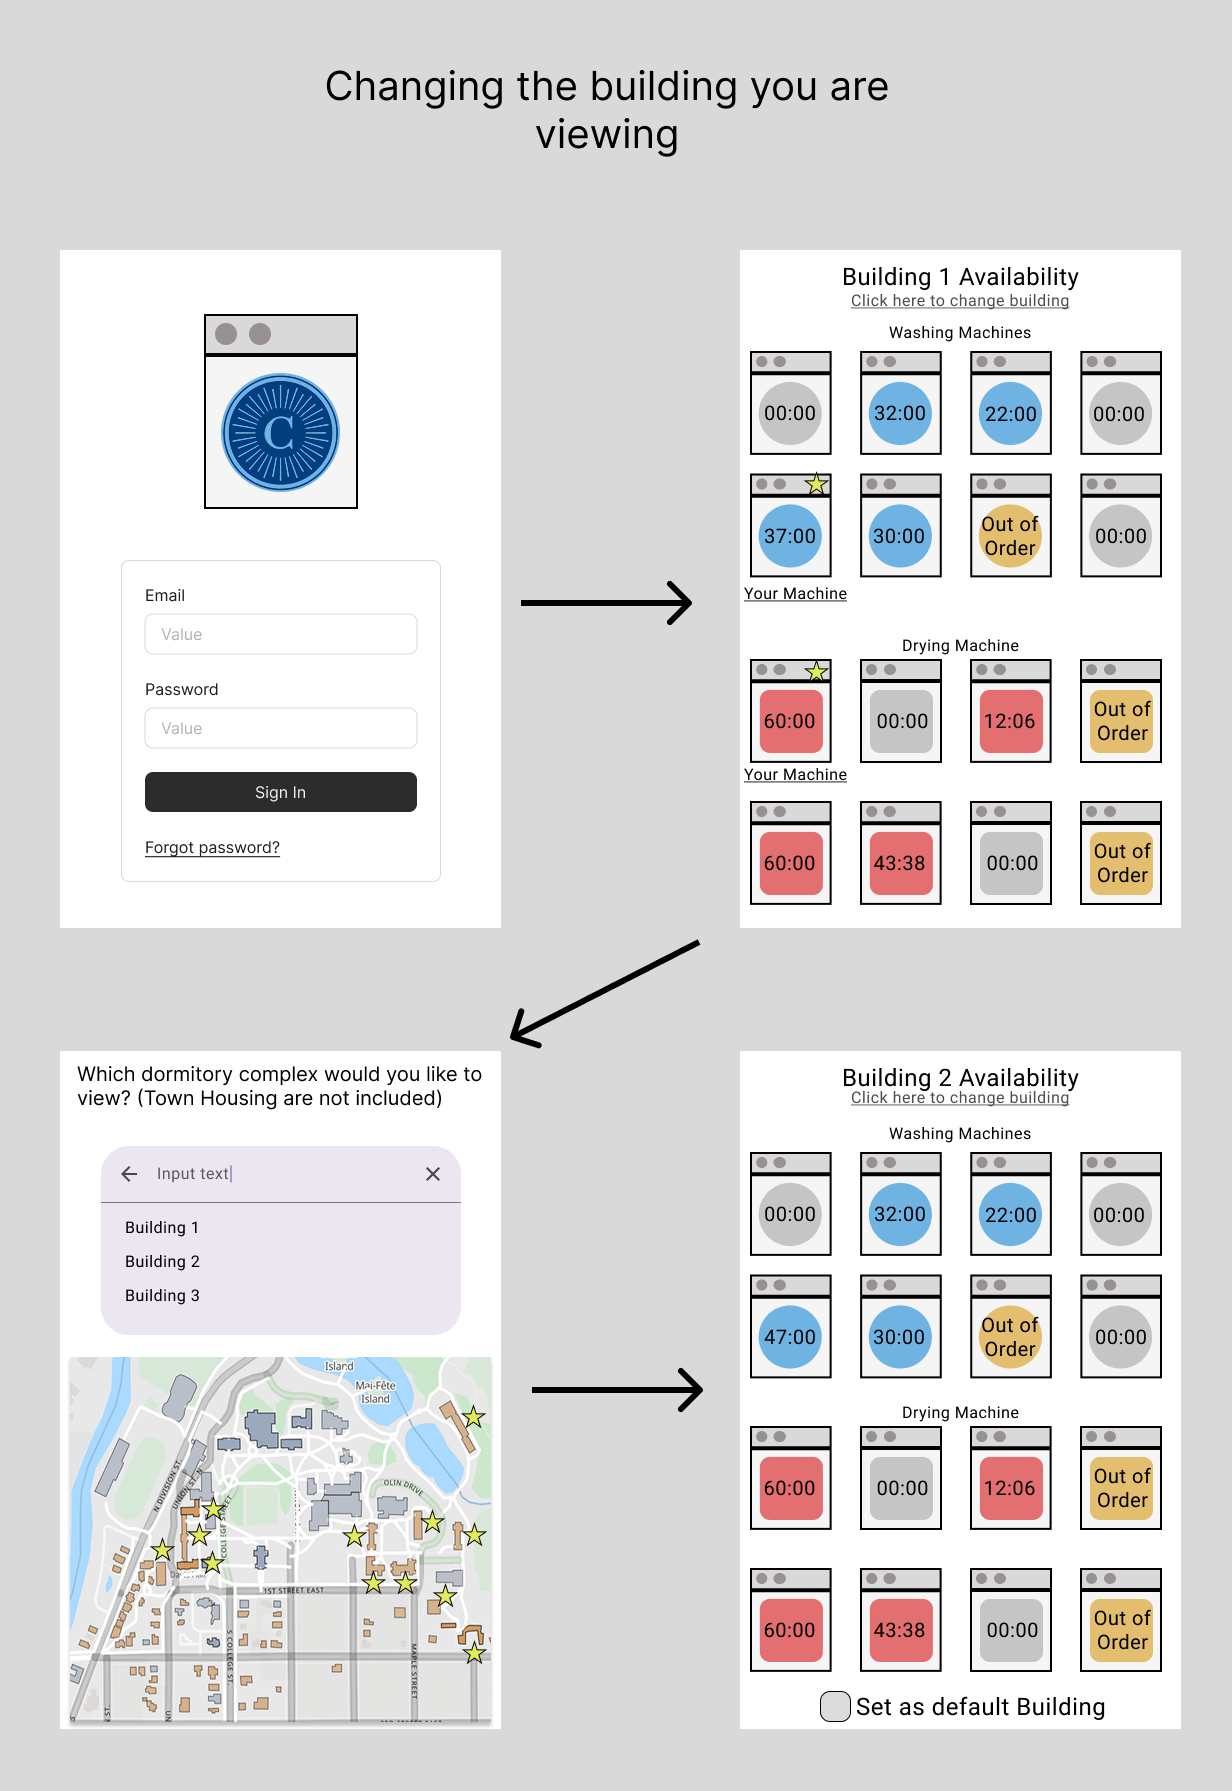 Changing the building you are
viewing
C
Email
Value
Password
Value
Sign In
Forgot password?
Building 1 Availability
Click here to change building
Washing Machines
00:00
32:00
22:00
00:00
37:00
30:00
Out of
Order
00:00
Your Machine
Drying Machine
60:00
00:00
12:06
Out of
Order
Your Machine
60:00
43:38
00:00
Out of
Order
Which dormitory complex would you like to
view? (Town Housing are not included)
Input text
Building 1
Building 2
Building 3
Island
Mai-Fête
Island
N DIVISION ST.
UNION ST. N
OLIN DRIVE
1ST STREET EAST
S COLLEGE ST.
MAPLE STREET
ST.
UN
Building 2 Availability
Click here to change building
Washing Machines
00:00
32:00
22:00
00:00
47:00
30:00
Out of
Order
00:00
Drying Machine
60:00
00:00
12:06
Out of
Order
60:00
43:38
00:00
Out of
Order
Set as default Building